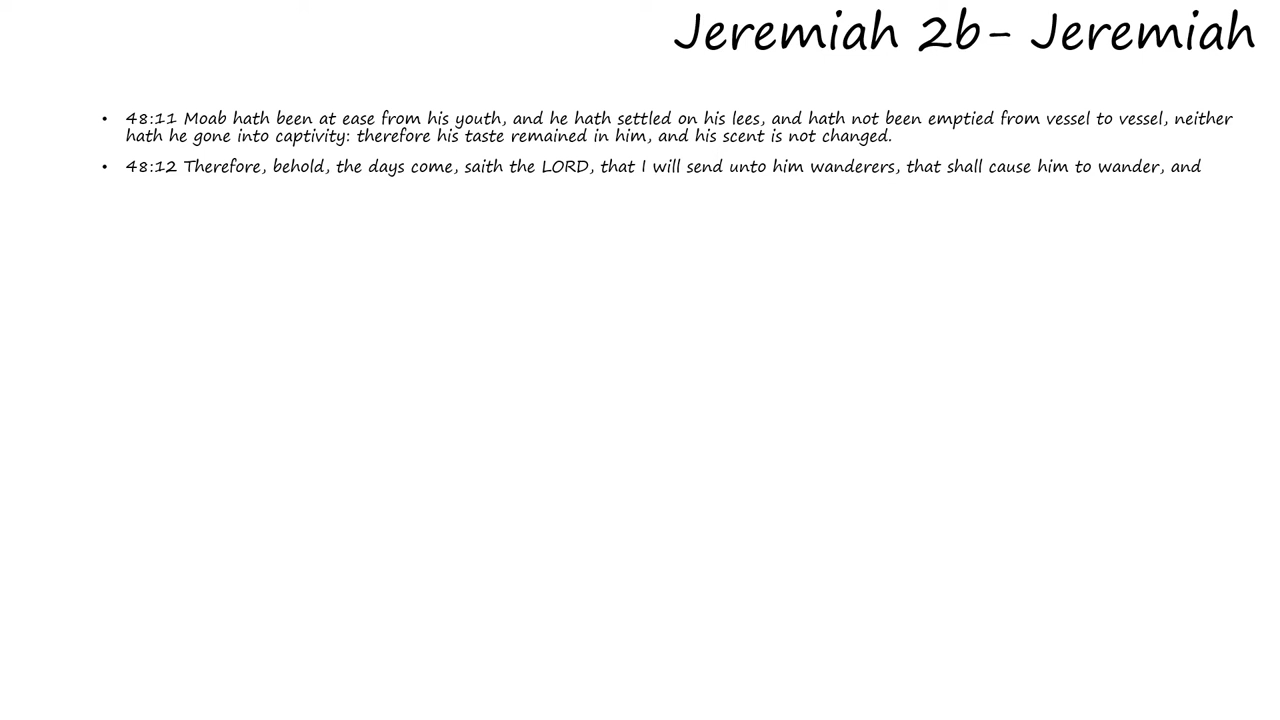 Jeremiah 2b- Jeremiah
• 48:11 Moab hath been at ease from his youth, and he hath settled on his lees, and hath not been emptied from vessel to vessel, neither
hath he gone into captivity: therefore his taste remained in him, and his scent is not changed.
• 48:12 Therefore, behold, the days come, saith the LORD, that I will send unto him wanderers, that shall cause him to wander, and